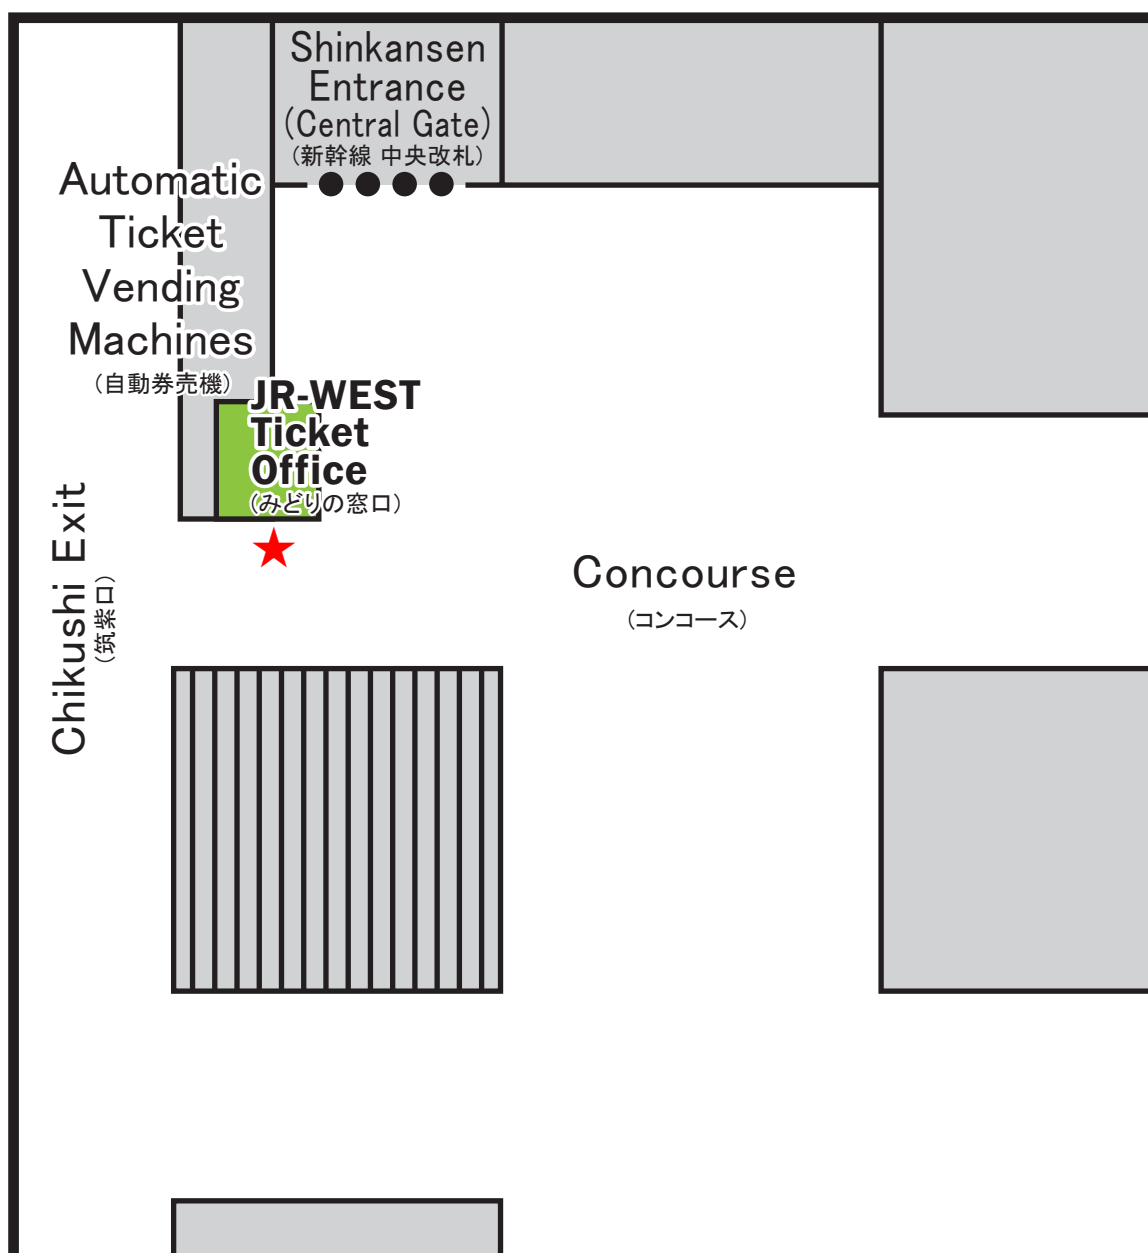 Shinkansen
Entrance
(Central Gate)
(新幹線 中央改札)
Automatic
Ticket
Vending
Machines
(自動券売機)
JR-WEST
Ticket
Office
(みどりの窓口)
Chikushi Exit
(筑紫口)
Concourse
(コンコース)